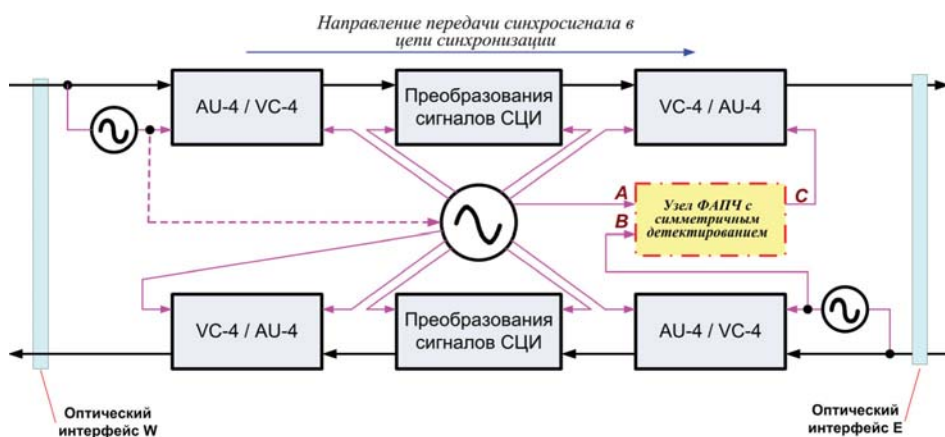 Направление передачи синхросигнала в
цепи синхронизации
AU-4 / VC-4
Преобразования
сигналов СЦИ
VC-4 / AU-4
A
B
C
Узел ФАПЧ с
симметричным
детектированием
VC-4 / AU-4
Преобразования
сигналов СЦИ
AU-4 / VC-4
Оптический
интерфейс W
Оптический
интерфейс E